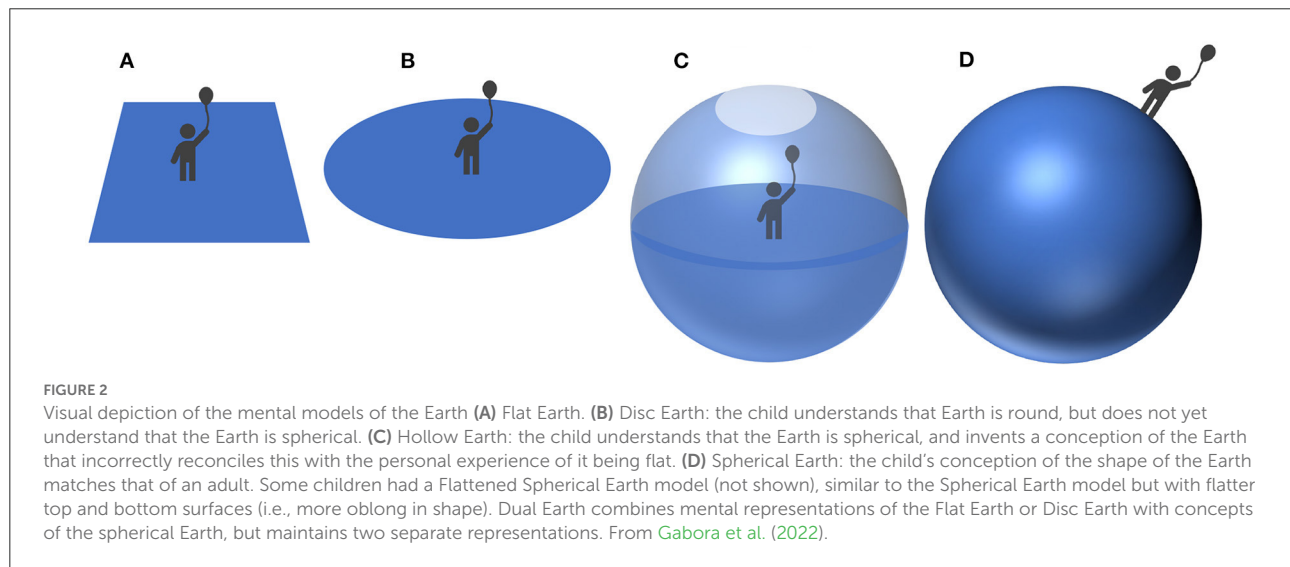 A B C D
FIGURE 2
Visual depiction of the mental models of the Earth (A) Flat Earth. (B) Disc Earth: the child understands that Earth is round, but does not yet
understand that the Earth is spherical. (C) Hollow Earth: the child understands that the Earth is spherical, and invents a conception of the Earth
that incorrectly reconciles this with the personal experience of it being flat. (D) Spherical Earth: the child’s conception of the shape of the Earth
matches that of an adult. Some children had a Flattened Spherical Earth model (not shown), similar to the Spherical Earth model but with flatter
top and bottom surfaces (i.e., more oblong in shape). Dual Earth combines mental representations of the Flat Earth or Disc Earth with concepts
of the spherical Earth, but maintains two separate representations. From Gabora et al. (2022).